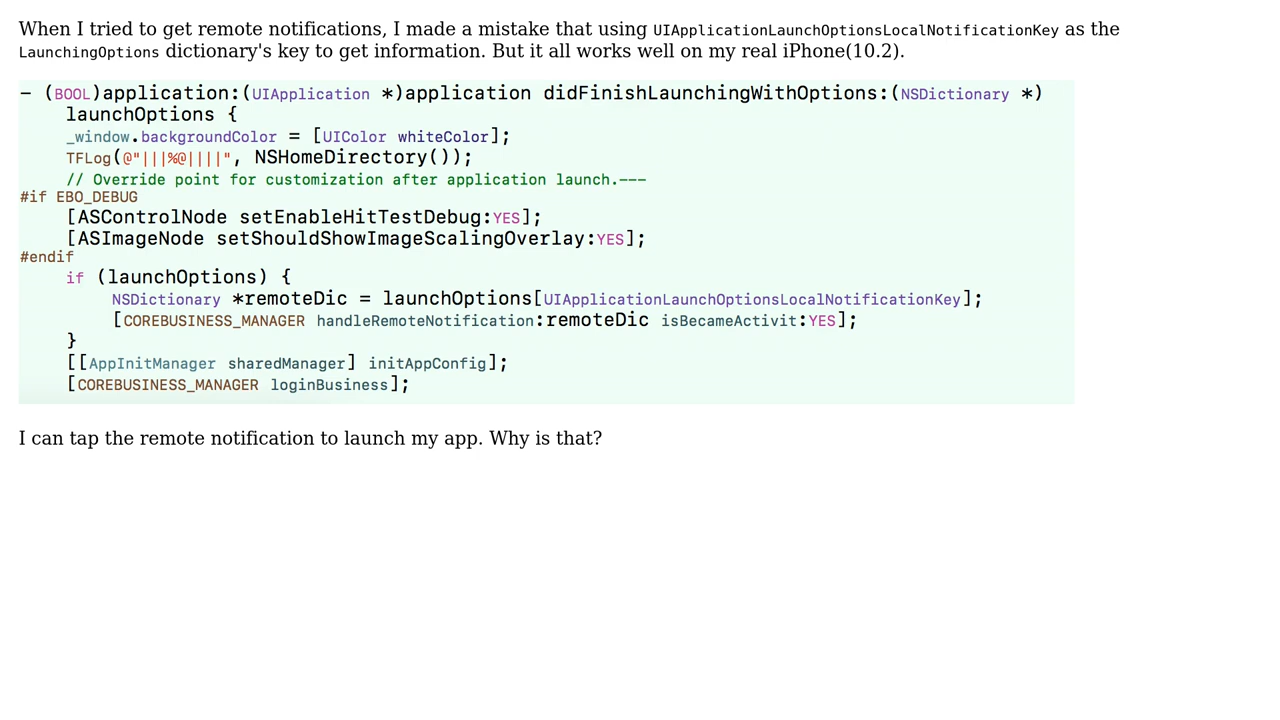 When I tried to get remote notifications, I made a mistake that using UIApplicationLaunchOptionsLocalNotificationKey as the
LaunchingOptions dictionary's key to get information. But it all works well on my real iPhone(10.2).
- (BOOL)application:(UIApplication *)application didFinishLaunchingWithOptions:(NSDictionary *)
launchOptions {
_window.backgroundColor = [UIColor whiteColor];
TFLog(@"|||%@||||", NSHomeDirectory());
// Override point for customization after application launch.---
#if EBO_DEBUG
[ASControlNode setEnableHitTestDebug:YES];
[ASImageNode setShouldShowImageScalingOverlay:YES];
#endif
if (launchOptions) {
NSDictionary *remoteDic = launchOptions[UIApplicationLaunchOptionsLocalNotificationKey];
[COREBUSINESS_MANAGER handleRemoteNotification:remoteDic isBecameActivit:YES];
}
[[AppInitManager sharedManager] initAppConfig];
[COREBUSINESS_MANAGER loginBusiness];
I can tap the remote notification to launch my app. Why is that?